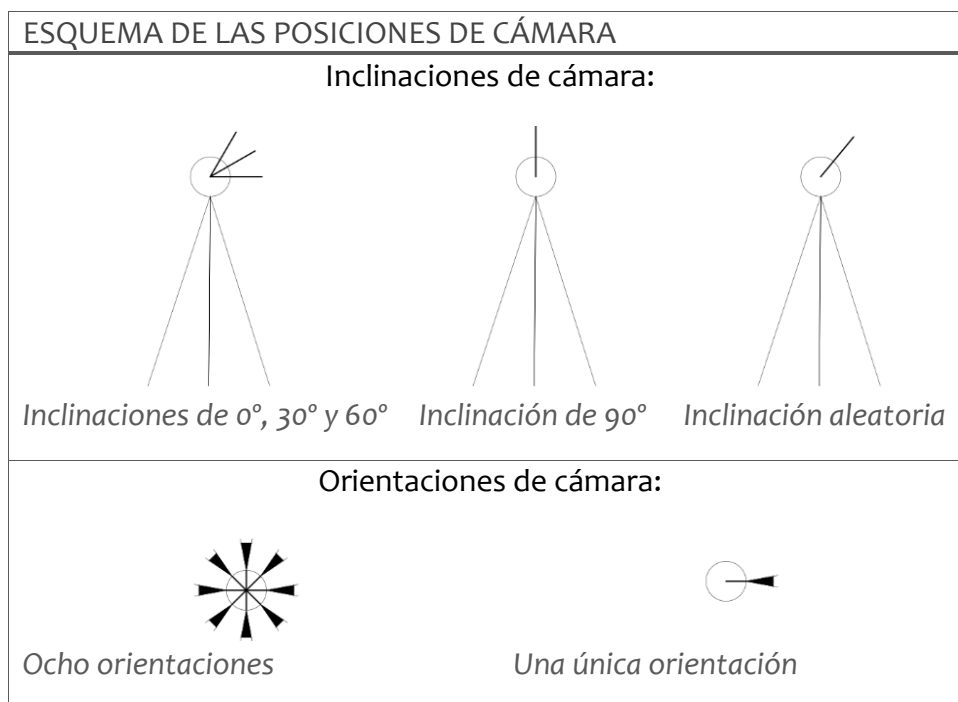 ESQUEMA DE LAS POSICIONES DE CÁMARA
Inclinaciones de cámara:
Inclinaciones de 0º, 30º y 60º Inclinación de 90º Inclinación aleatoria
Orientaciones de cámara:
Ocho orientaciones Una única orientación